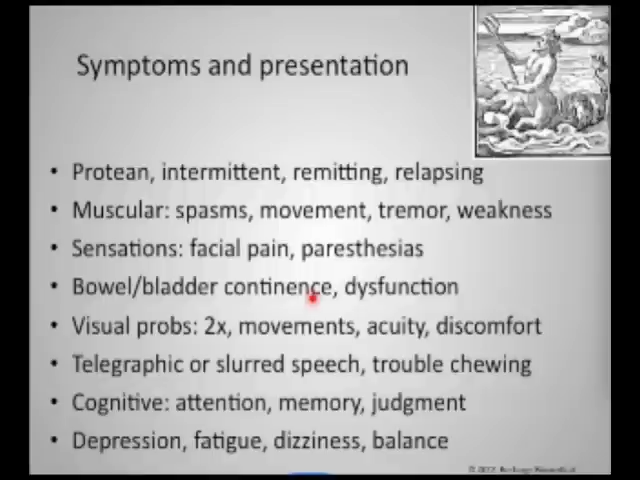 Symptoms and presentation
• Protean, intermittent, remitting, relapsing
• Muscular: spasms, movement, tremor, weakness
• Sensations: facial pain, paresthesias
• Bowel/bladder continence, dysfunction
• Visual probs: 2x, movements, acuity, discomfort
• Telegraphic or slurred speech, trouble chewing
• Cognitive: attention, memory, judgment
• Depression, fatigue, dizziness, balance